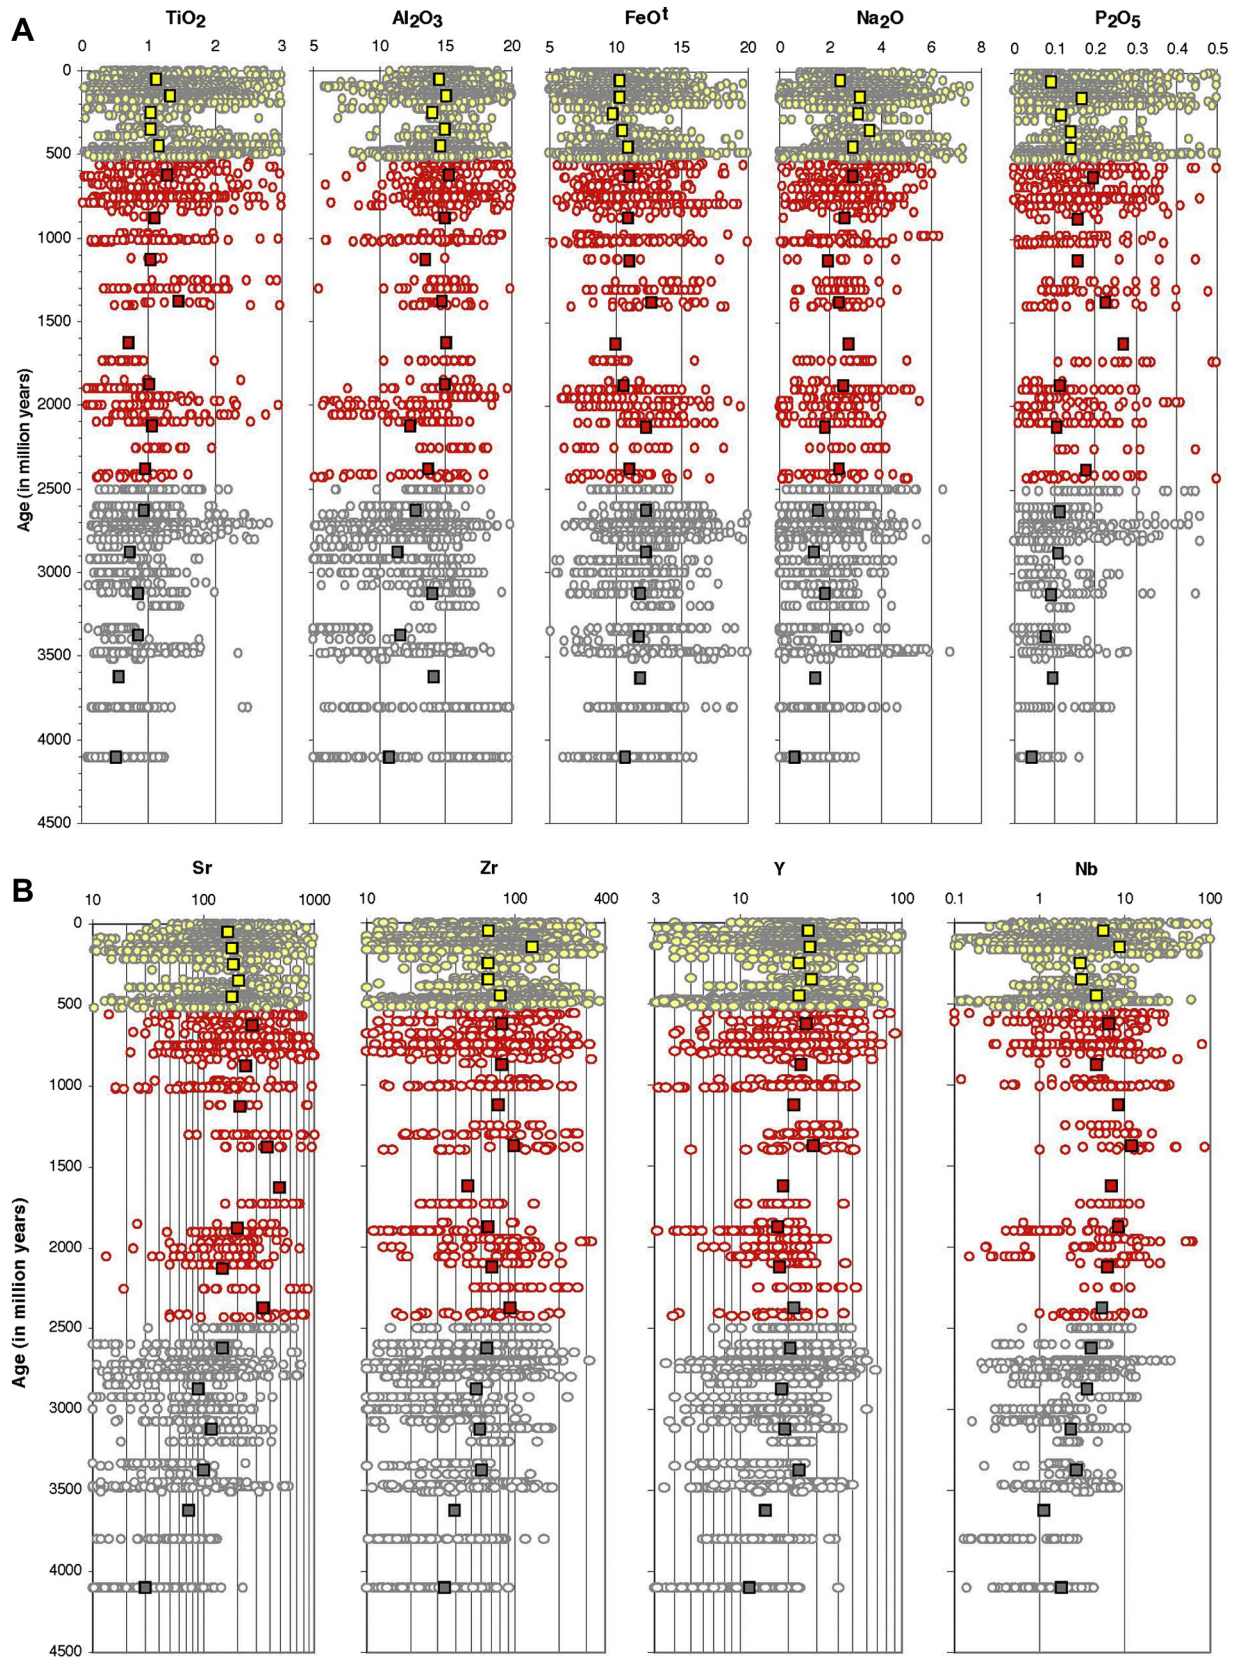 A
TiO2 Al2O3 FeOt Na2O P2O5
0 1 2 3 5 10 15 20 5 10 15 20 0 2 4 6 8 0 0.1 0.2 0.3 0.4 0.5
0
500
1000
1500
2000
2500
3000
3500
4000
4500
Age (in million years)
B
Sr Zr Y Nb
10 100 1000 10 100 400 3 10 100 0.1 1 10 100
0
500
1000
1500
2000
2500
3000
3500
4000
4500
Age (in million years)